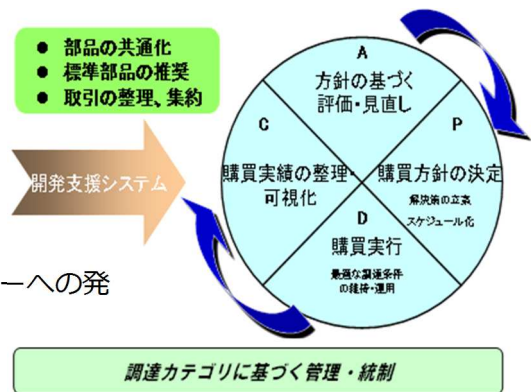 ● 部品の共通化
● 標準部品の推奨
● 取引の整理、集約
A
方針の基づく
評価・見直し
C
購買実績の整理・
可視化
P
購買方針の決定
解決策の立案
スケジュール化
D
購買実行
最適な調達条件
の維持・運用
開発支援システム
ーへの発
調達カテゴリに基づく管理・統制